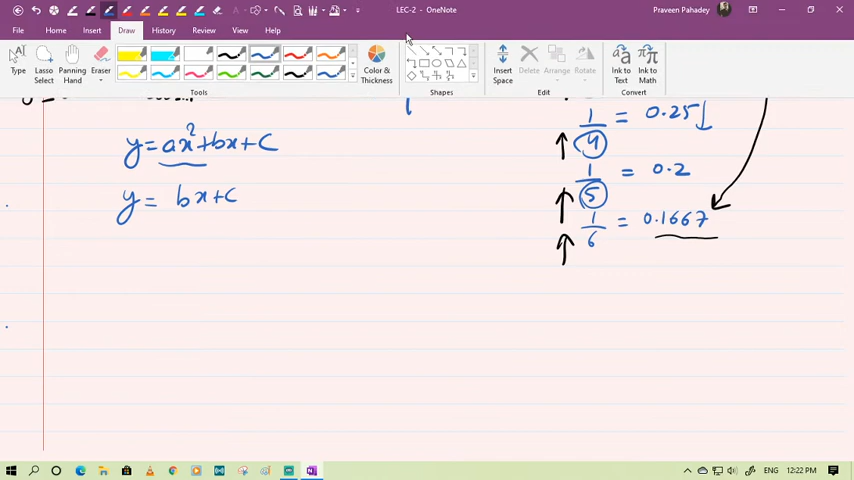 LEC-2 - OneNote
Praveen Pahadey
File Home Insert Draw History Review View Help
Type
Lasso Select
Panning Hand
Eraser
Color & Thickness
Insert Space
Arrange
Rotate
Ink to Text
Ink to Math
Tools
Shapes
Edit
Convert
y=ax²+bx+c
y= bx+c
1/4 = 0.25↓
1/5 = 0.2
1/6 = 0.1667
ENG 12:22 PM